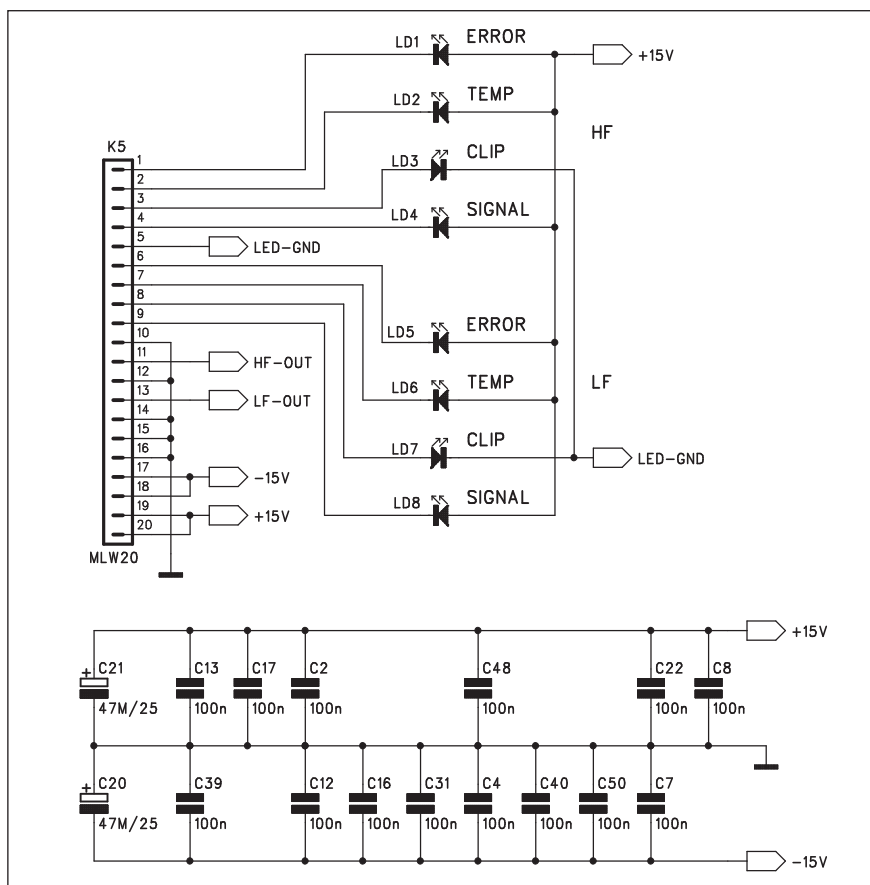 LD1 ERROR
+15V
LD2 TEMP
HF
K5
LD3 CLIP
1
2
3
LD4 SIGNAL
4
5 LED-GND
6
7
8
9
LD5 ERROR
10
11 HF-OUT
12
LD6 TEMP
LF
13 LF-OUT
14
15
LD7 CLIP
LED-GND
16
17 -15V
18
LD8 SIGNAL
19 +15V
20
MLW20
+15V
+ C21 C13 C17 C2 C48 C22 C8
47M/25 100n 100n 100n 100n 100n 100n
+ C20 C39 C12 C16 C31 C4 C40 C50 C7
47M/25 100n 100n 100n 100n 100n 100n 100n 100n
-15V